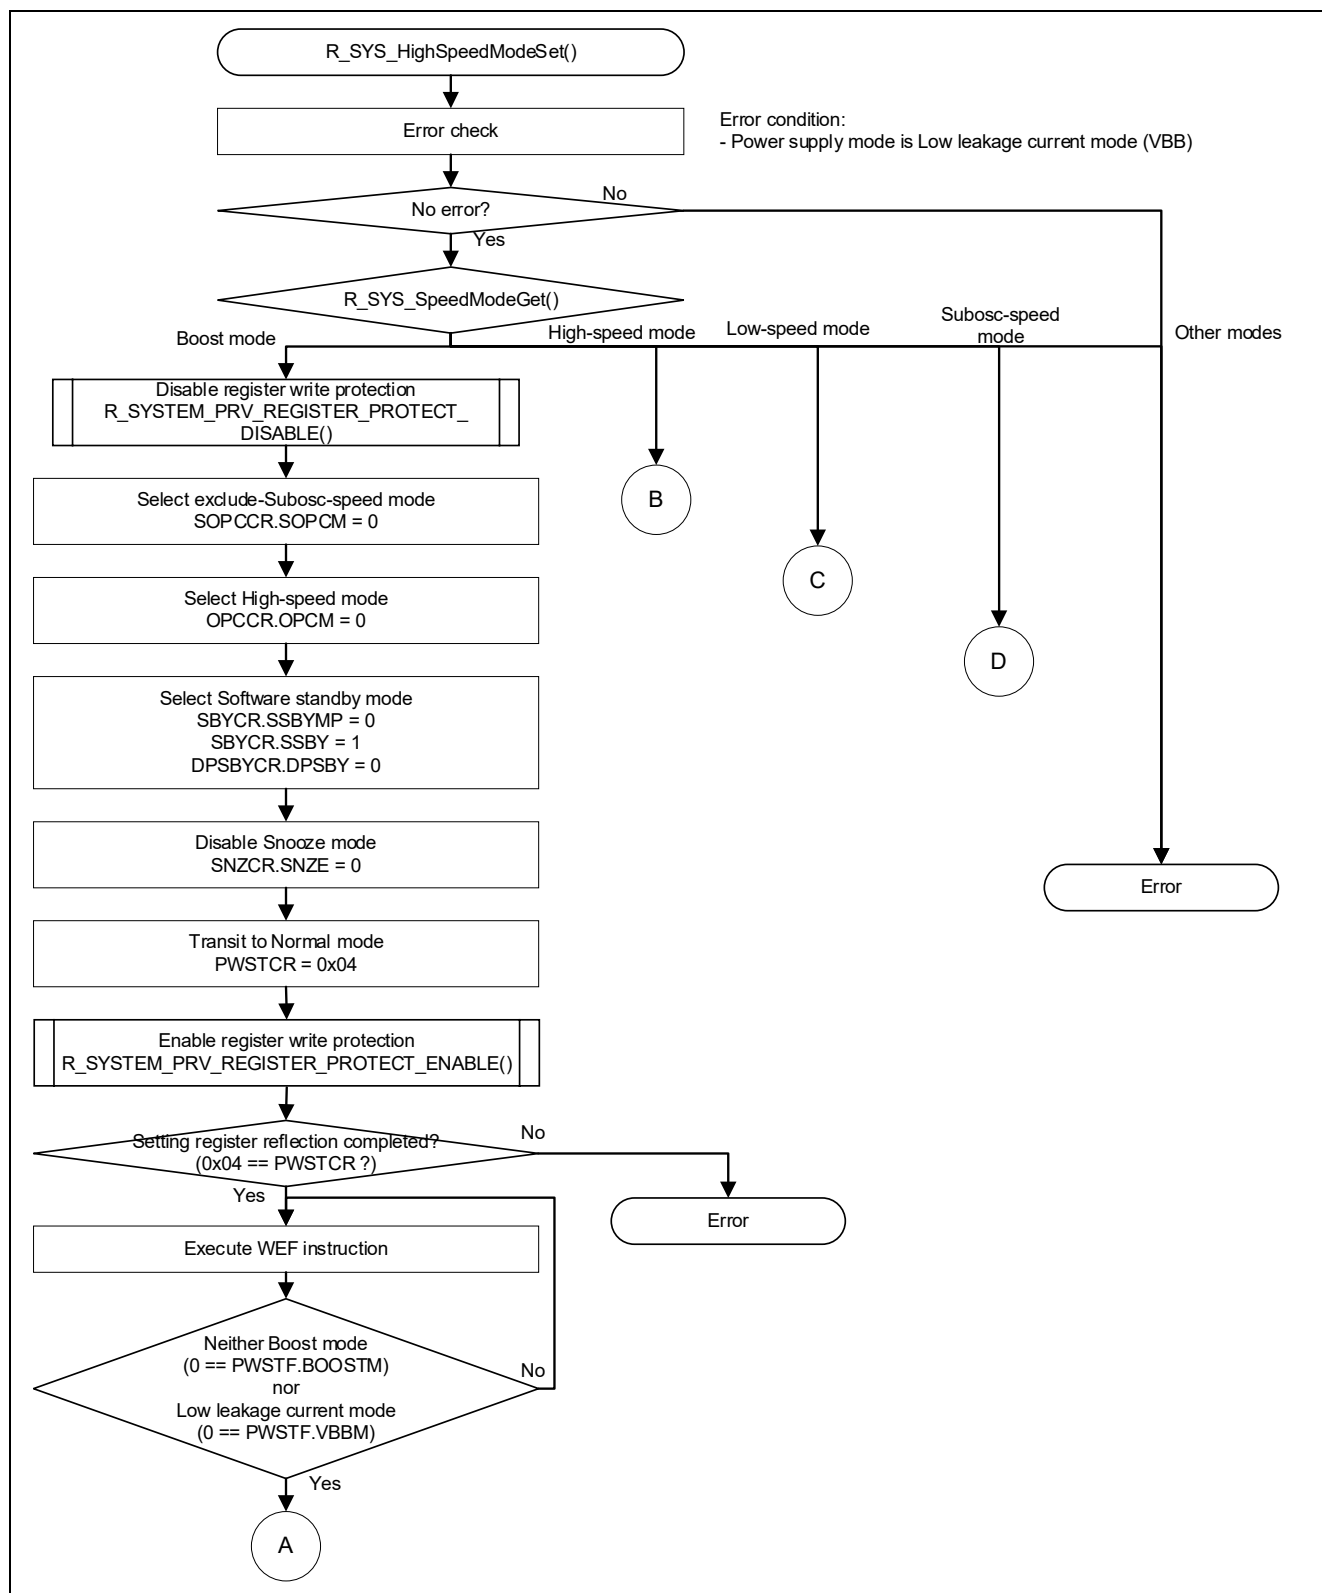 R_SYS_HighSpeedModeSet()
Error check
Error condition:
- Power supply mode is Low leakage current mode (VBB)
No error?
No
Yes
R_SYS_SpeedModeGet()
Boost mode
High-speed mode
Low-speed mode
Subosc-speed
mode
Other modes
Disable register write protection
R_SYSTEM_PRV_REGISTER_PROTECT_
DISABLE()
Select exclude-Subosc-speed mode
SOPCCR.SOPCM = 0
B
C
D
Select High-speed mode
OPCCR.OPCM = 0
Select Software standby mode
SBYCR.SSBYMP = 0
SBYCR.SSBY = 1
DPSBYCR.DPSBY = 0
Disable Snooze mode
SNZCR.SNZE = 0
Error
Transit to Normal mode
PWSTCR = 0x04
Enable register write protection
R_SYSTEM_PRV_REGISTER_PROTECT_ENABLE()
Setting register reflection completed?
(0x04 == PWSTCR ?)
No
Yes
Error
Execute WEF instruction
Neither Boost mode
(0 == PWSTF.BOOSTM)
nor
Low leakage current mode
(0 == PWSTF.VBBM)
No
Yes
A